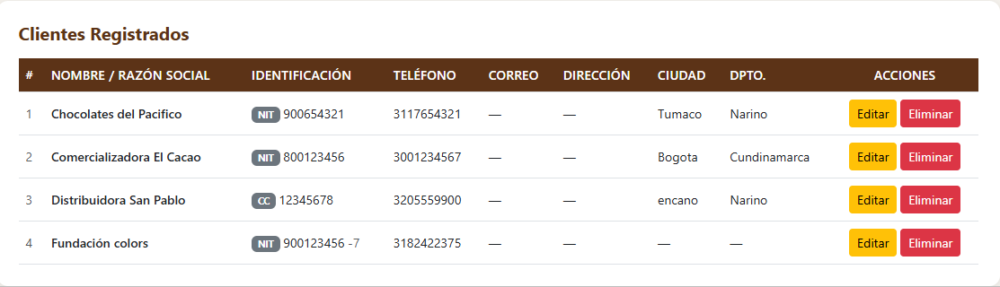 Clientes Registrados
# NOMBRE / RAZÓN SOCIAL IDENTIFICACIÓN TELÉFONO CORREO DIRECCIÓN CIUDAD DPTO. ACCIONES
1 Chocolates del Pacifico NIT 900654321 3117654321 — — Tumaco Narino Editar Eliminar
2 Comercializadora El Cacao NIT 800123456 3001234567 — — Bogota Cundinamarca Editar Eliminar
3 Distribuidora San Pablo CC 12345678 3205559900 — — encano Narino Editar Eliminar
4 Fundación colors NIT 900123456 -7 3182422375 — — — — Editar Eliminar